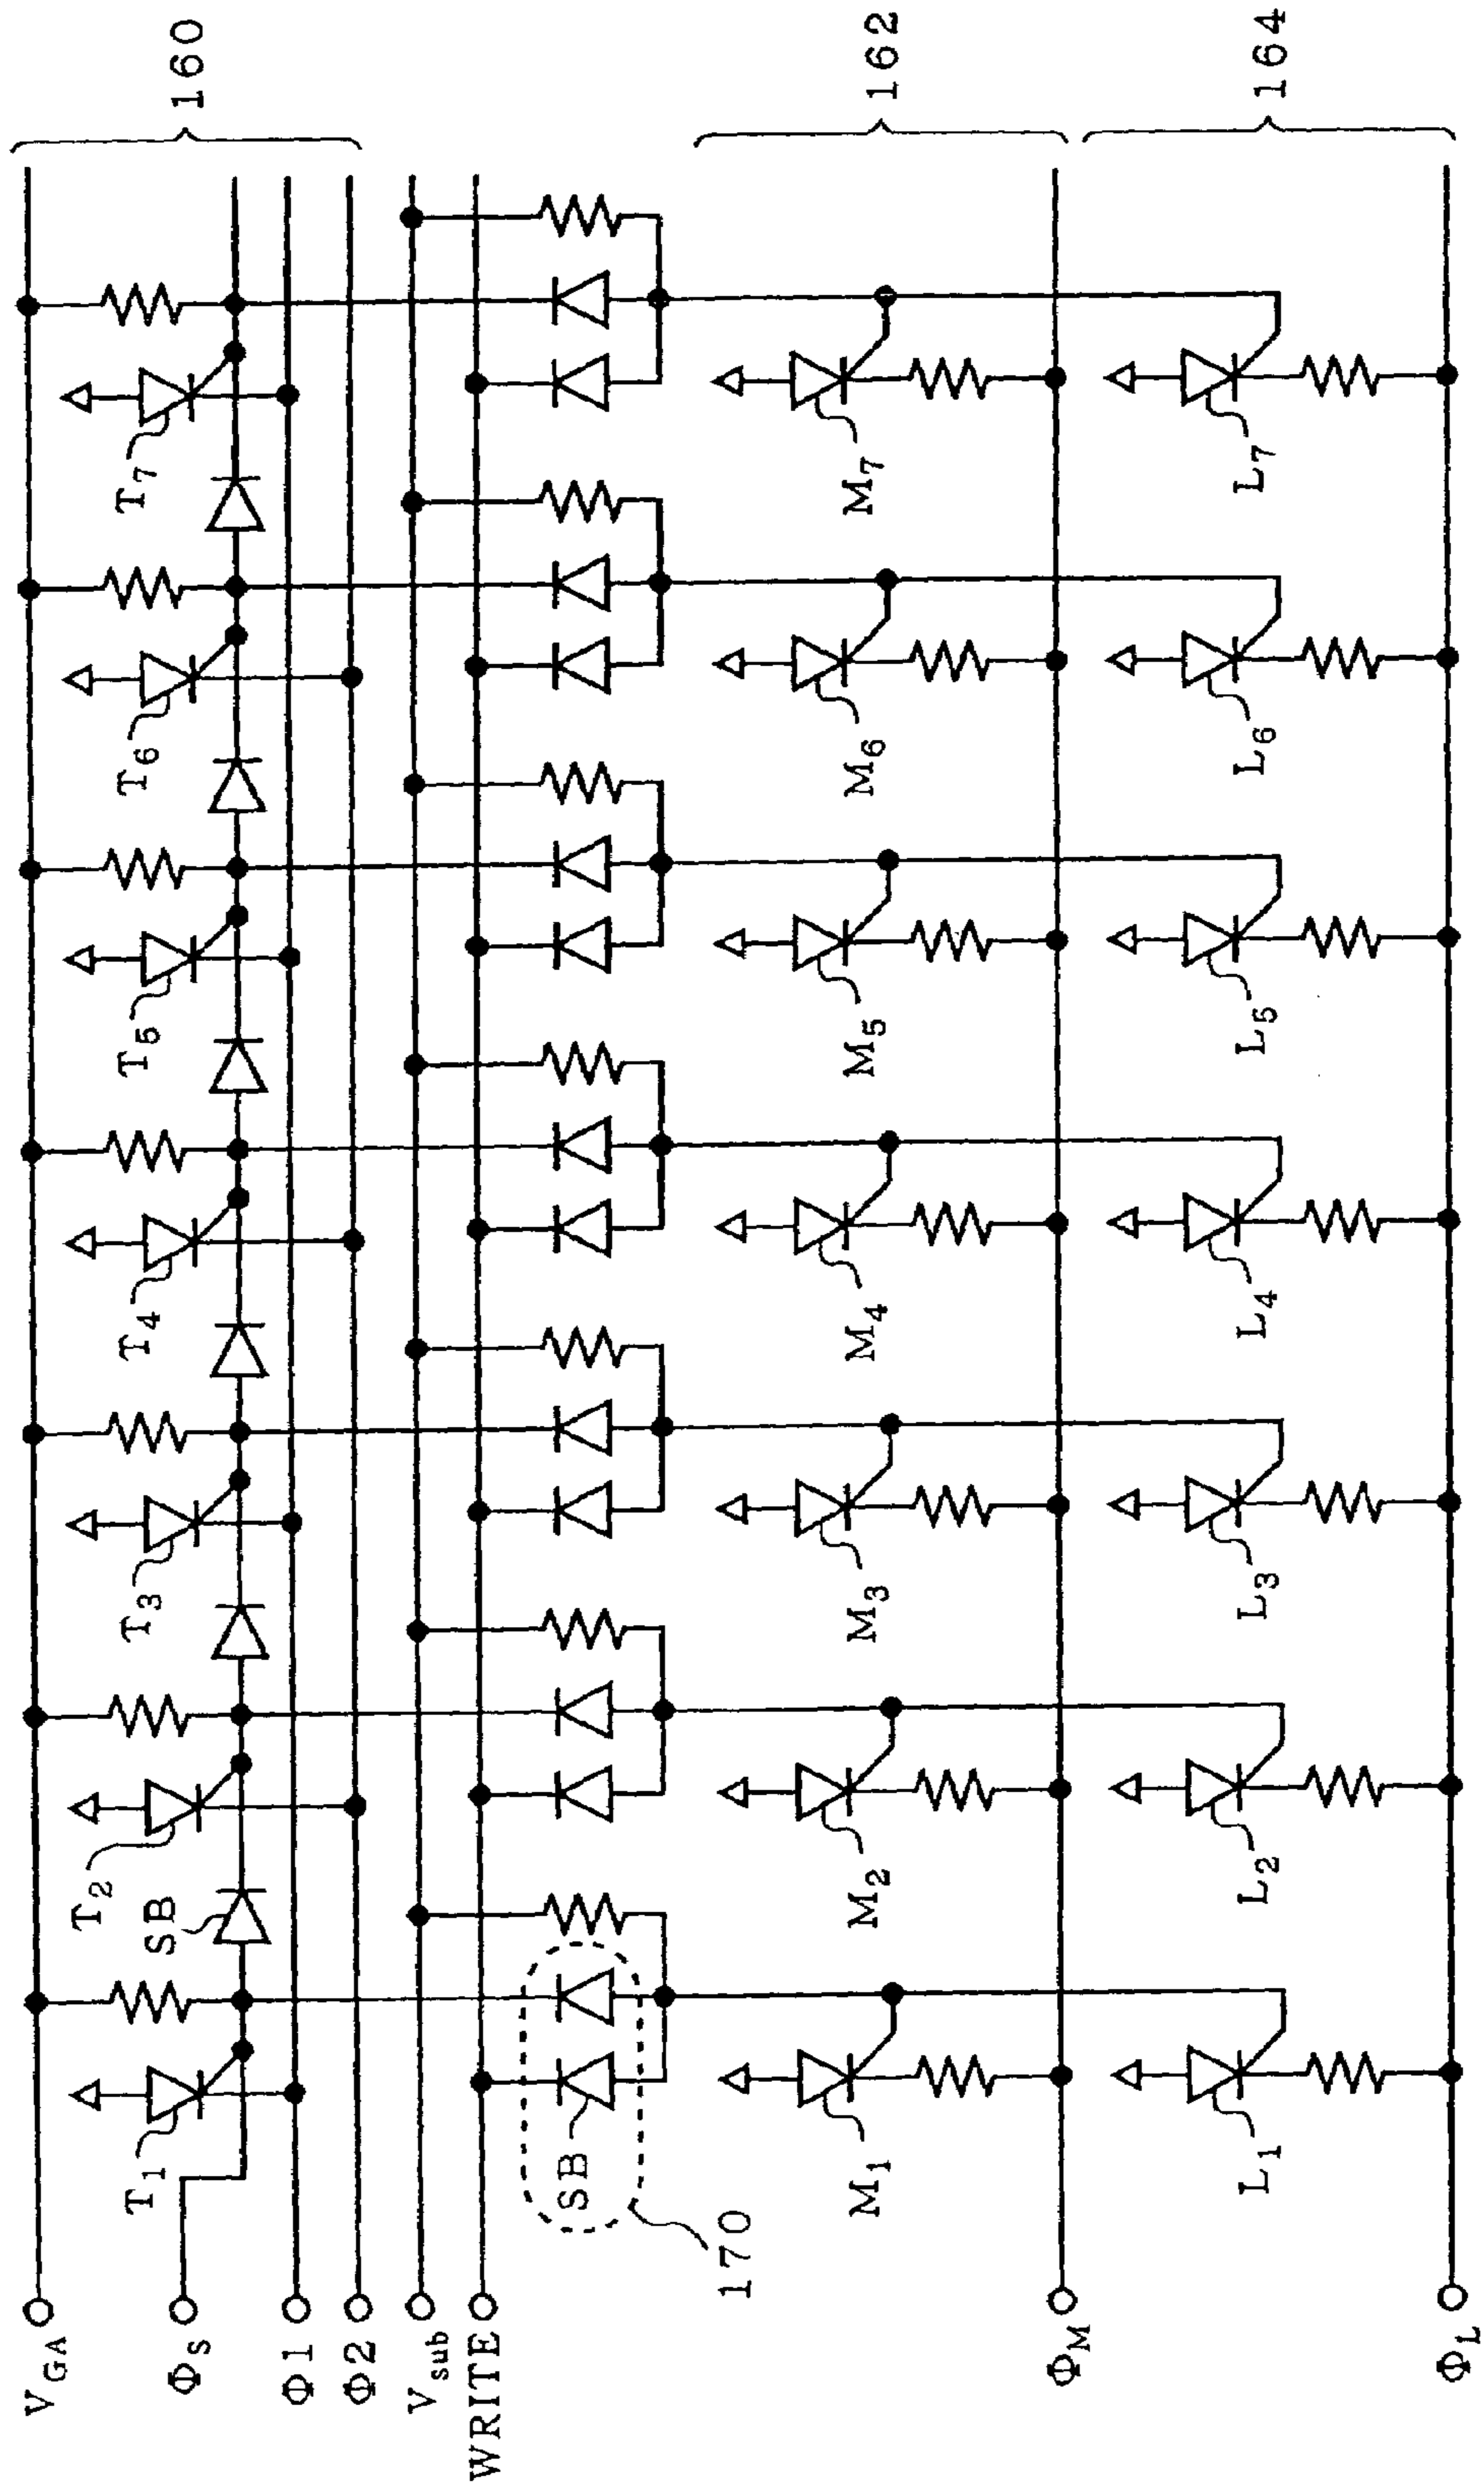 V_GA
Φ_S
Φ1
Φ2
V_sub
WRITE
Φ_M
Φ_L
T_1
T_2
T_3
T_4
T_5
T_6
T_7
SB
SB
170
M_1
M_2
M_3
M_4
M_5
M_6
M_7
L_1
L_2
L_3
L_4
L_5
L_6
L_7
160
162
164